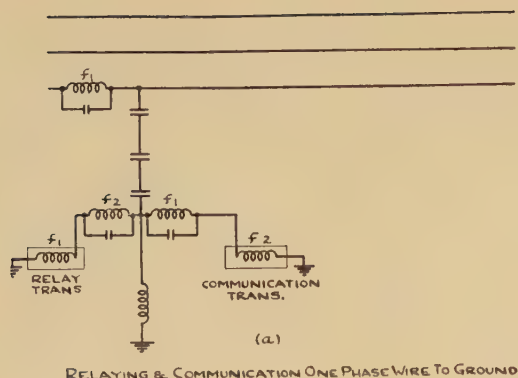 f1
f2
f1
f1
f2
RELAY
TRANS
COMMUNICATION
TRANS.
(a)
RELAYING & COMMUNICATION ONE PHASE WIRE TO GROUND